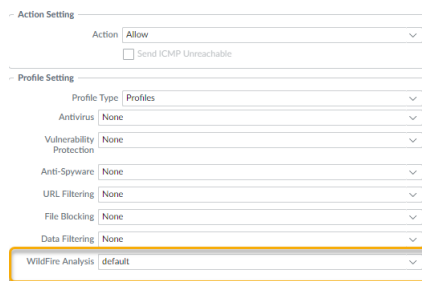 Action Setting
Action Allow
Send ICMP Unreachable
Profile Setting
Profile Type Profiles
Antivirus None
Vulnerability Protection None
Anti-Spyware None
URL Filtering None
File Blocking None
Data Filtering None
WildFire Analysis default